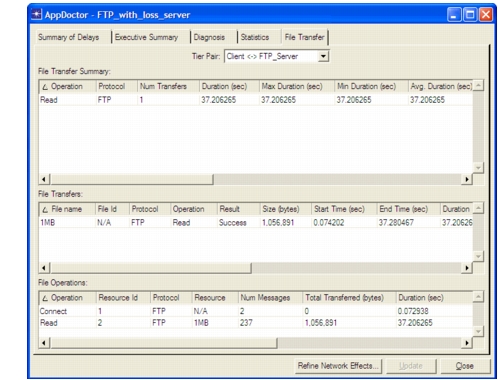 AppDoctor - FTP_with_loss_server
Summary of Delays Executive Summary Diagnosis Statistics File Transfer
Tier Pair: Client <-> FTP_Server
File Transfer Summary:
Operation Protocol Num Transfers Duration (sec) Max Duration (sec) Min Duration (sec) Avg. Duration (sec)
Read FTP 1 37.206265 37.206265 37.206265 37.206265
File Transfers:
File name File Id Protocol Operation Result Size (bytes) Start Time (sec) End Time (sec) Duration
1MB N/A FTP Read Success 1,056,891 0.074202 37.280467 37.20626
File Operations:
Operation Resource Id Protocol Resource Num Messages Total Transferred (bytes) Duration (sec)
Connect 1 FTP N/A 2 0 0.072938
Read 2 FTP 1MB 237 1,056,891 37.206265
Refine Network Effects... Update Close